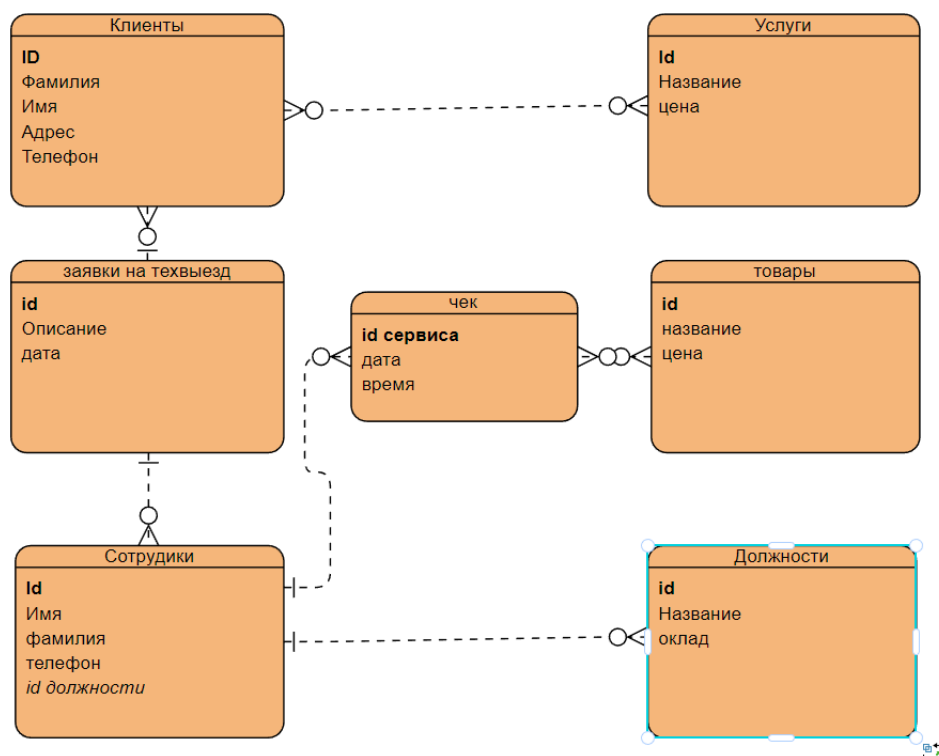 Клиенты
ID
Фамилия
Имя
Адрес
Телефон
Услуги
Id
Название
цена
заявки на техвыезд
id
Описание
дата
чек
id сервиса
дата
время
товары
id
название
цена
Сотрудики
Id
Имя
фамилия
телефон
id должности
Должности
id
Название
оклад